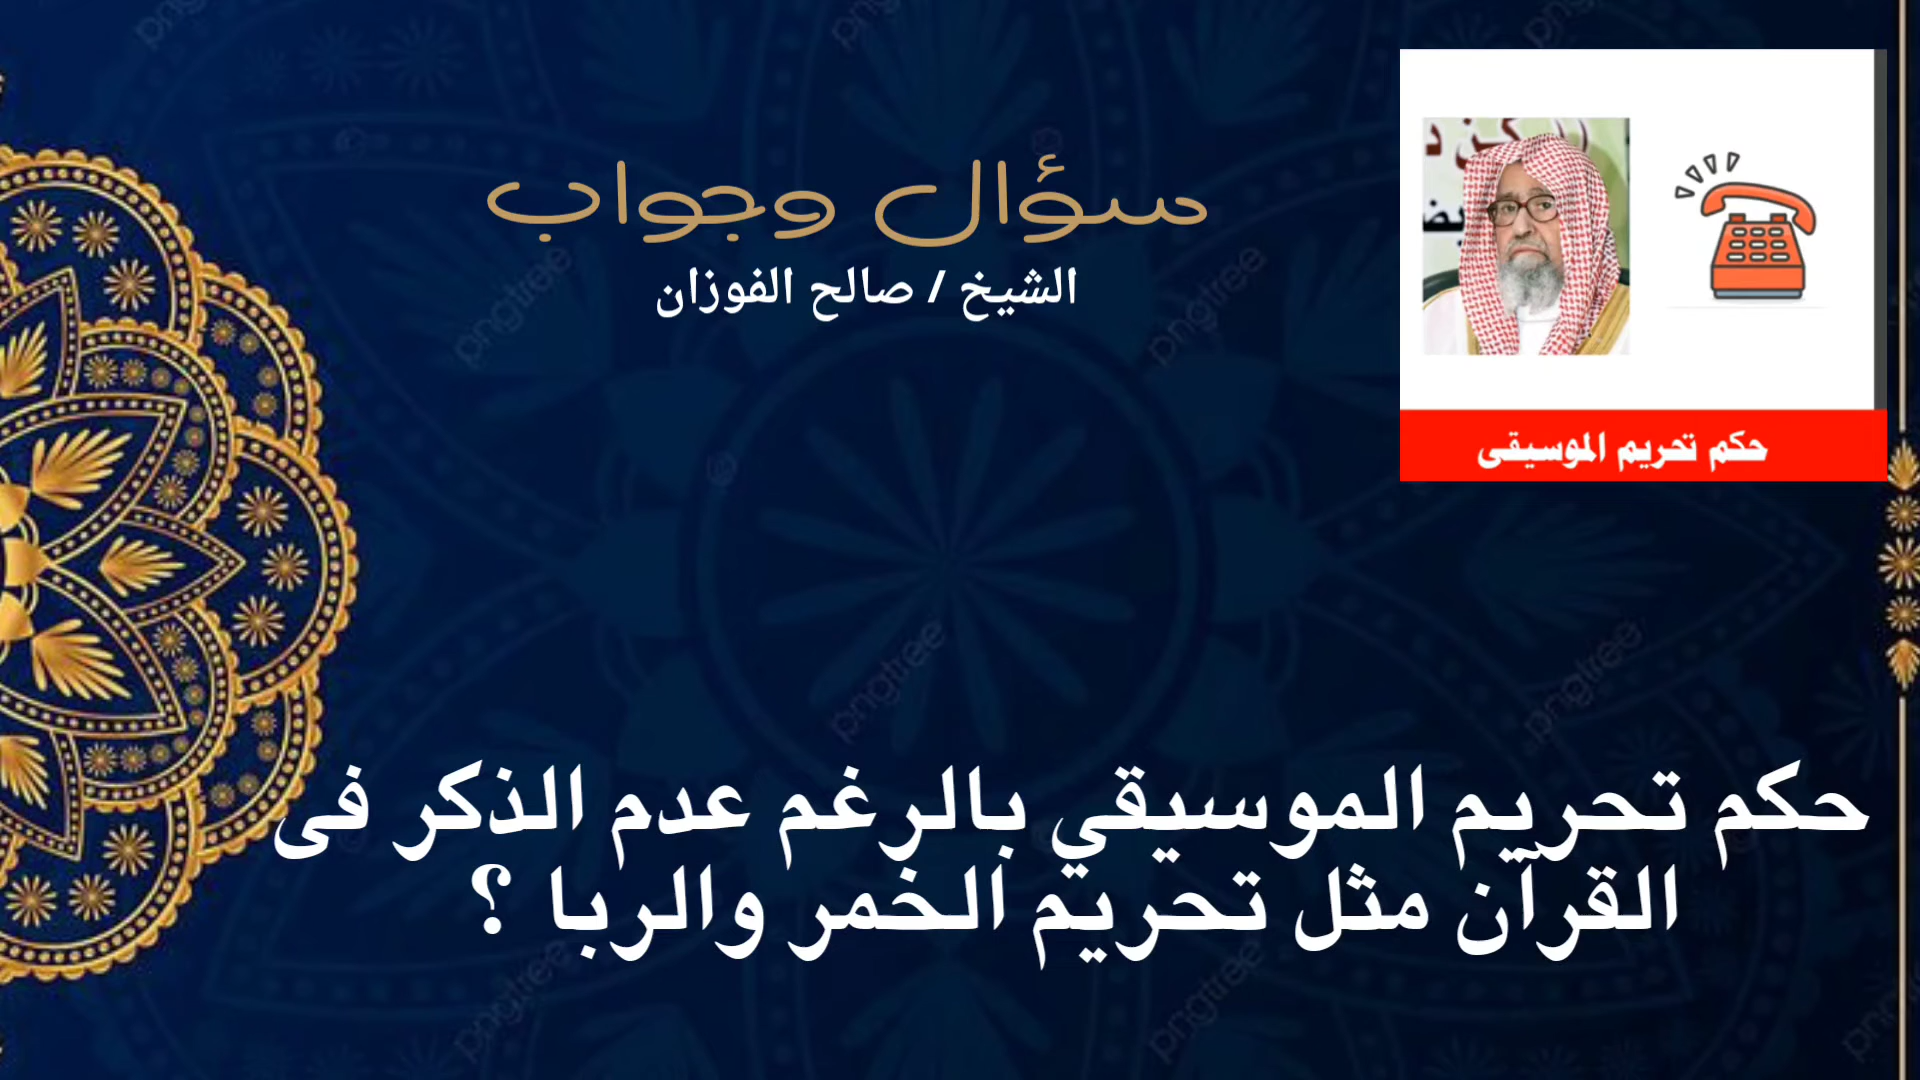 سؤال وجواب
الشيخ / صالح الفوزان
حكم تحريم الموسيقى
حكم تحريم الموسيقي بالرغم عدم الذكر فى
القرآن مثل تحريم الخمر والربا ؟
pngtree